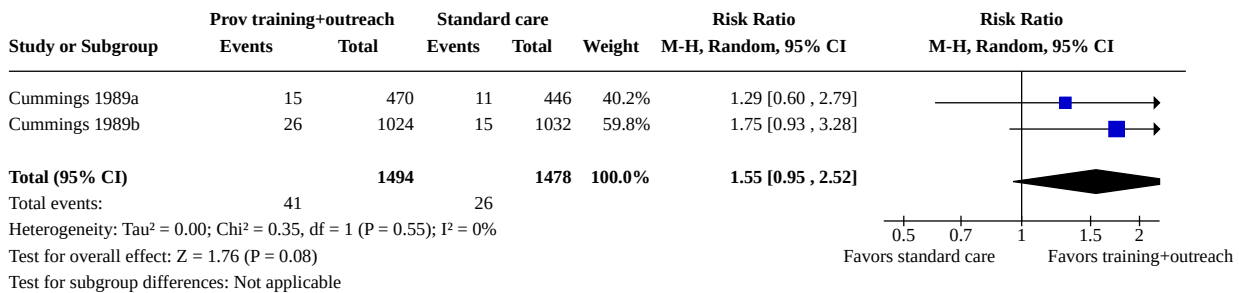 Prov training+outreach Standard care Risk Ratio Risk Ratio
Study or Subgroup Events Total Events Total Weight M-H, Random, 95% CI M-H, Random, 95% CI
Cummings 1989a 15 470 11 446 40.2% 1.29 [0.60 , 2.79]
Cummings 1989b 26 1024 15 1032 59.8% 1.75 [0.93 , 3.28]
Total (95% CI) 1494 1478 100.0% 1.55 [0.95 , 2.52]
Total events: 41 26
Heterogeneity: Tau² = 0.00; Chi² = 0.35, df = 1 (P = 0.55); I² = 0%
0.5 0.7 1 1.5 2
Test for overall effect: Z = 1.76 (P = 0.08) Favors standard care Favors training+outreach
Test for subgroup differences: Not applicable